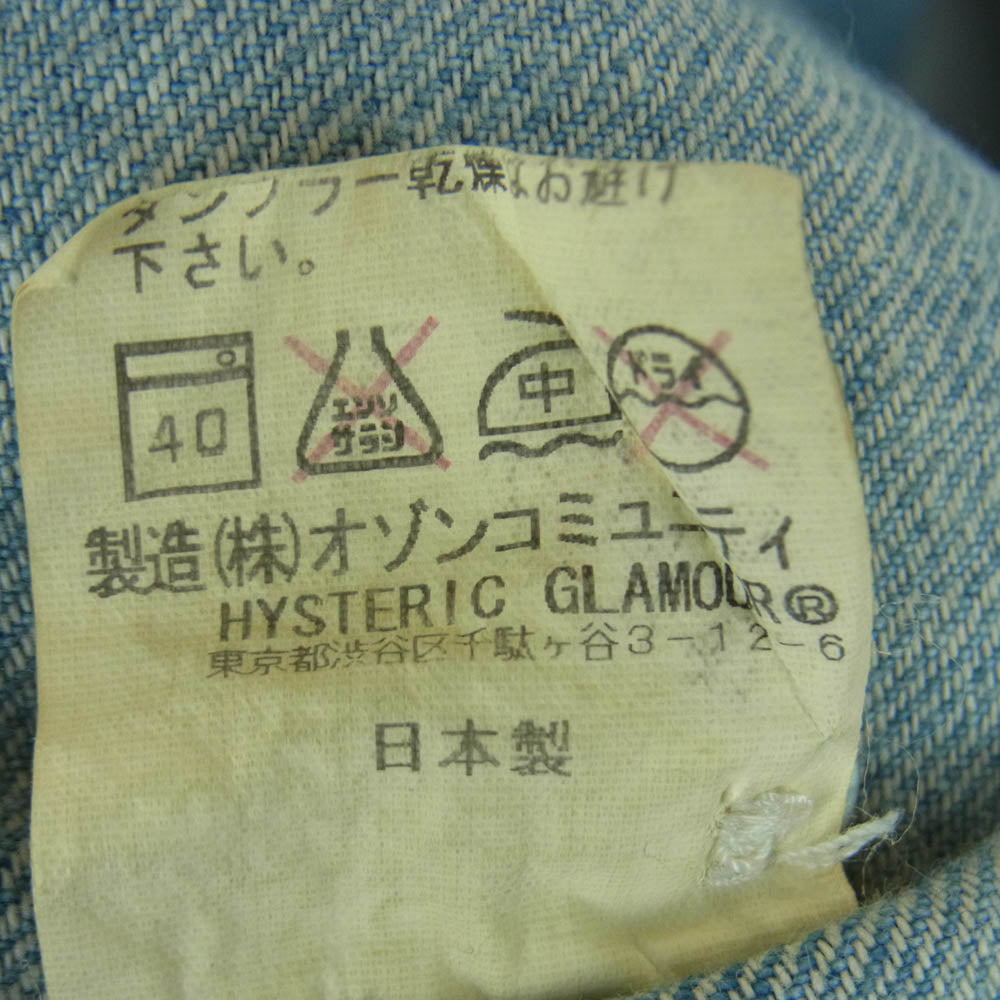 タンブラー乾燥はお避け
下さい。
40
エンソ
サラシ
中
ドライ
製造(株)オゾンコミュニティ
HYSTERIC GLAMOUR®
東京都渋谷区千駄ヶ谷3-12-6
日本製